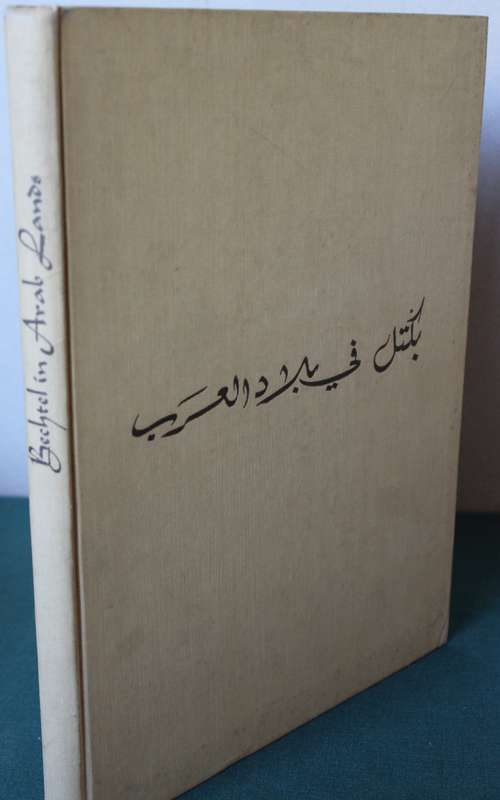 Bechtel in Arab Lands
بكتل في بلاد العرب